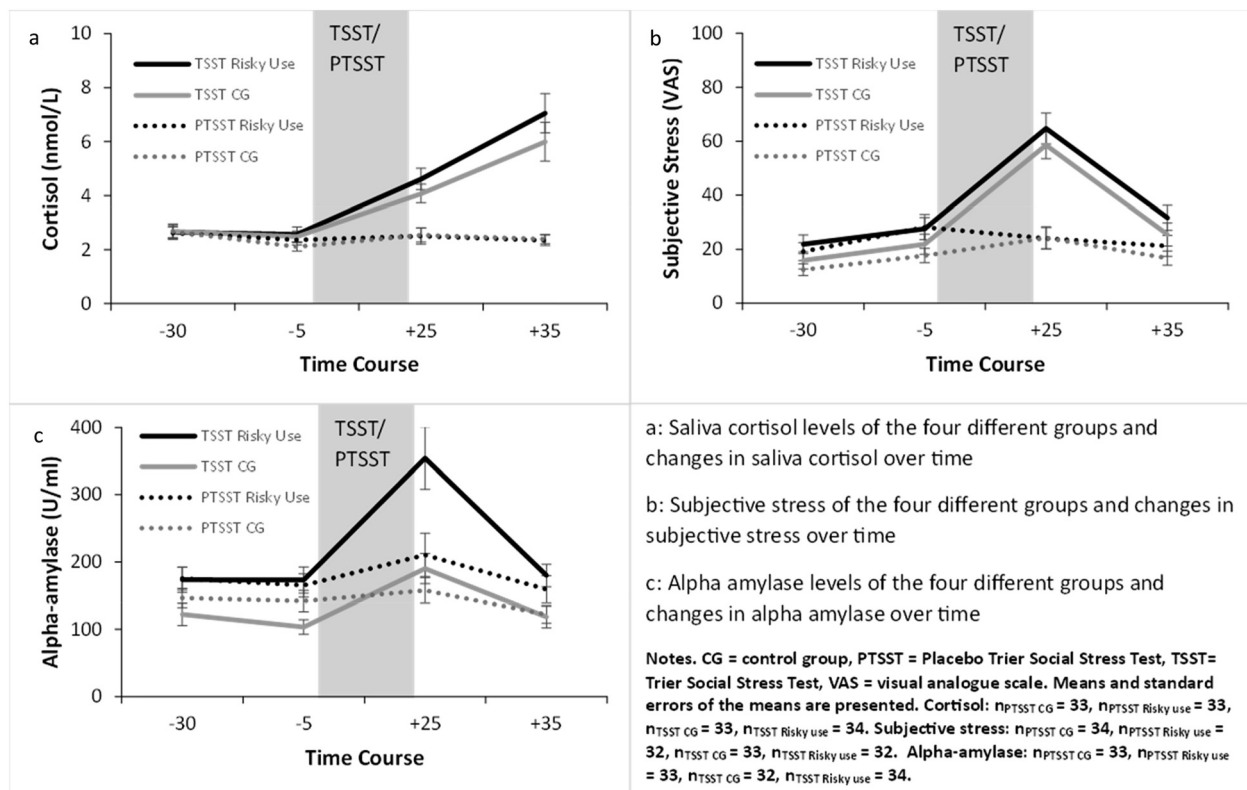 a
TSST/
PTSST
10
8
6
4
2
0
Cortisol (nmol/L)
TSST Risky Use
TSST CG
PTSST Risky Use
PTSST CG
-30
-5
+25
+35
Time Course
b
TSST/
PTSST
100
80
60
40
20
0
Subjective Stress (VAS)
TSST Risky Use
TSST CG
PTSST Risky Use
PTSST CG
-30
-5
+25
+35
Time Course
c
TSST/
PTSST
400
300
200
100
0
Alpha-amylase (U/ml)
TSST Risky Use
TSST CG
PTSST Risky Use
PTSST CG
-30
-5
+25
+35
Time Course
a: Saliva cortisol levels of the four different groups and
changes in saliva cortisol over time
b: Subjective stress of the four different groups and changes in
subjective stress over time
c: Alpha amylase levels of the four different groups and
changes in alpha amylase over time
Notes. CG = control group, PTSST = Placebo Trier Social Stress Test, TSST=
Trier Social Stress Test, VAS = visual analogue scale. Means and standard
errors of the means are presented. Cortisol: nPTSST CG = 33, nPTSST Risky use = 33,
nTSST CG = 33, nTSST Risky use = 34. Subjective stress: nPTSST CG = 34, nPTSST Risky use =
32, nTSST CG = 33, nTSST Risky use = 32. Alpha-amylase: nPTSST CG = 33, nPTSST Risky use
= 33, nTSST CG = 32, nTSST Risky use = 34.